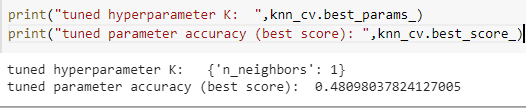 print("tuned hyperparameter K:  ",knn_cv.best_params_)
print("tuned parameter accuracy (best score): ",knn_cv.best_score_)
tuned hyperparameter K:   {'n_neighbors': 1}
tuned parameter accuracy (best score):  0.48098037824127005